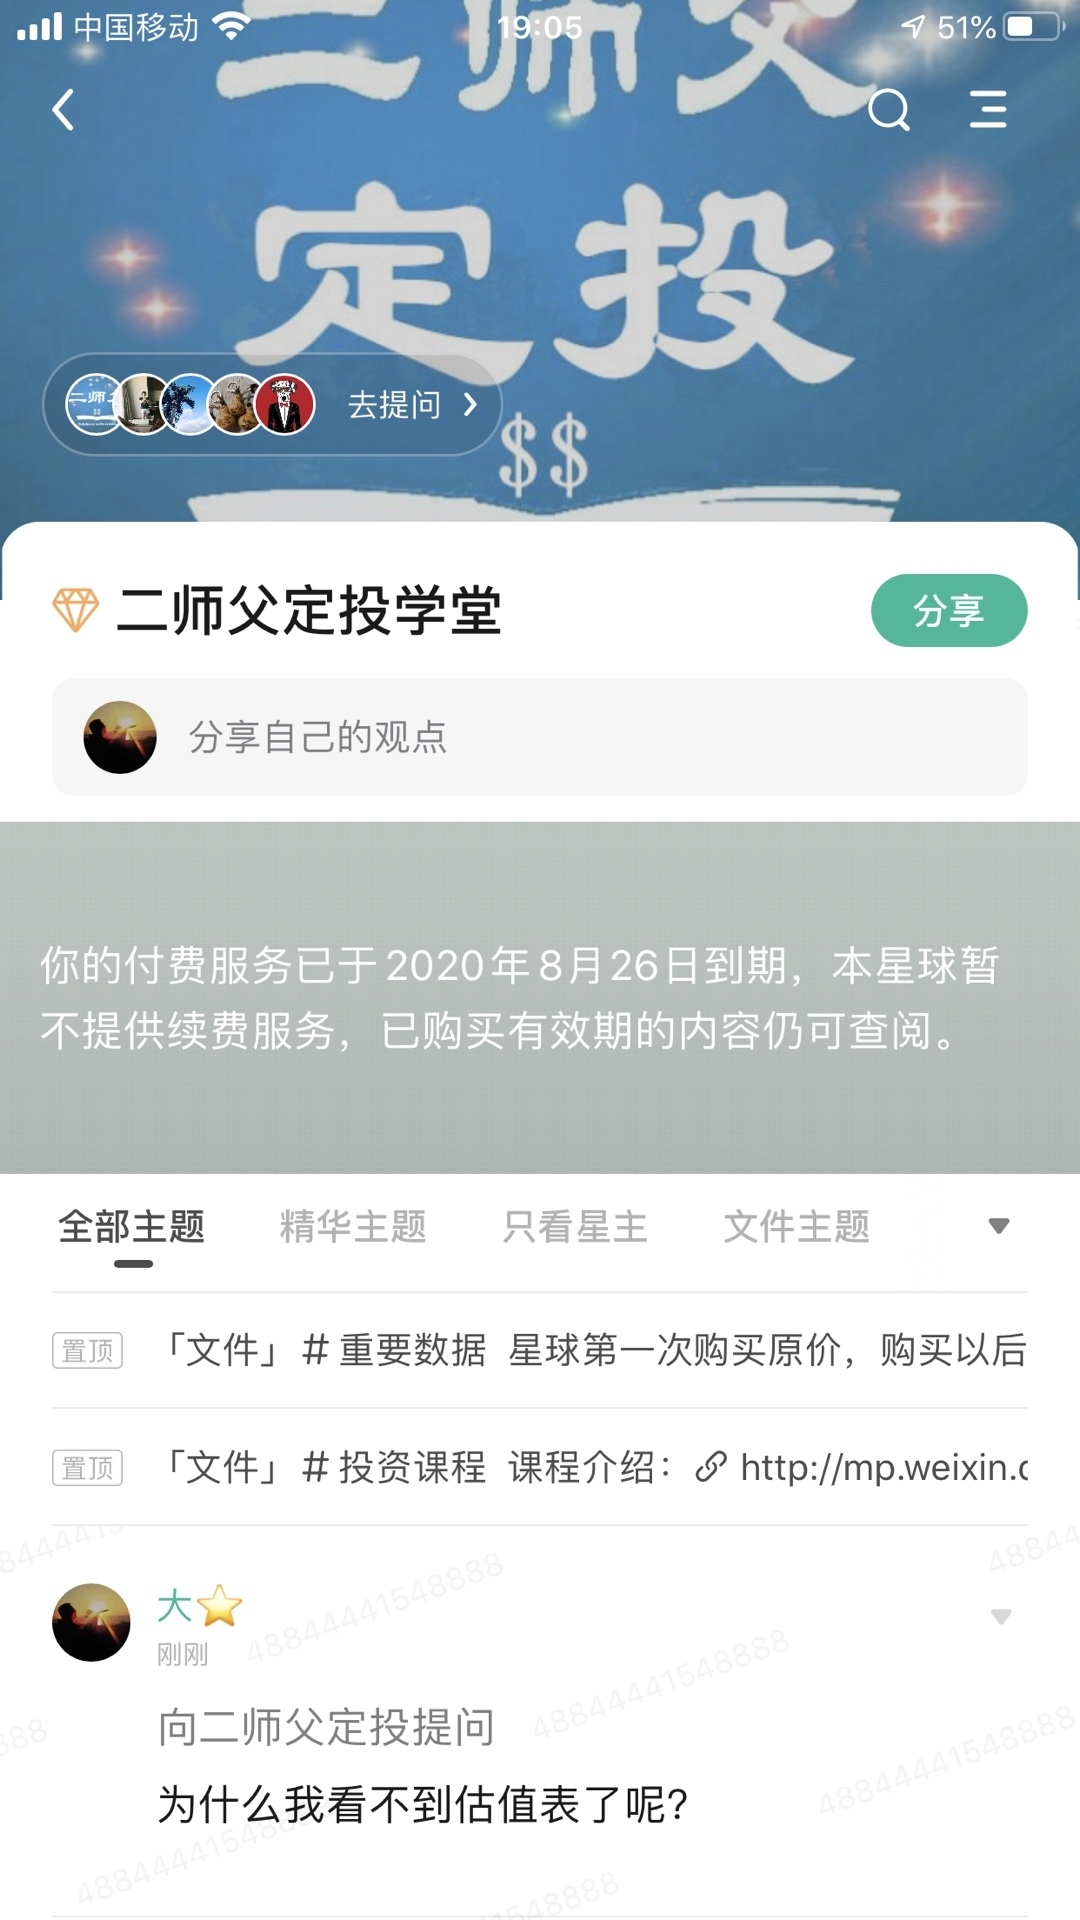 中国移动 19:05 51%
二师父
定投
去提问
$$
二师父定投学堂
分享
分享自己的观点
你的付费服务已于2020年8月26日到期，本星球暂
不提供续费服务，已购买有效期的内容仍可查阅。
全部主题 精华主题 只看星主 文件主题
置顶 「文件」#重要数据 星球第一次购买原价，购买以后
置顶 「文件」#投资课程 课程介绍： http://mp.weixin.c
大⭐
刚刚
向二师父定投提问
为什么我看不到估值表了呢?
48844441548888
48844441548888
48844441548888